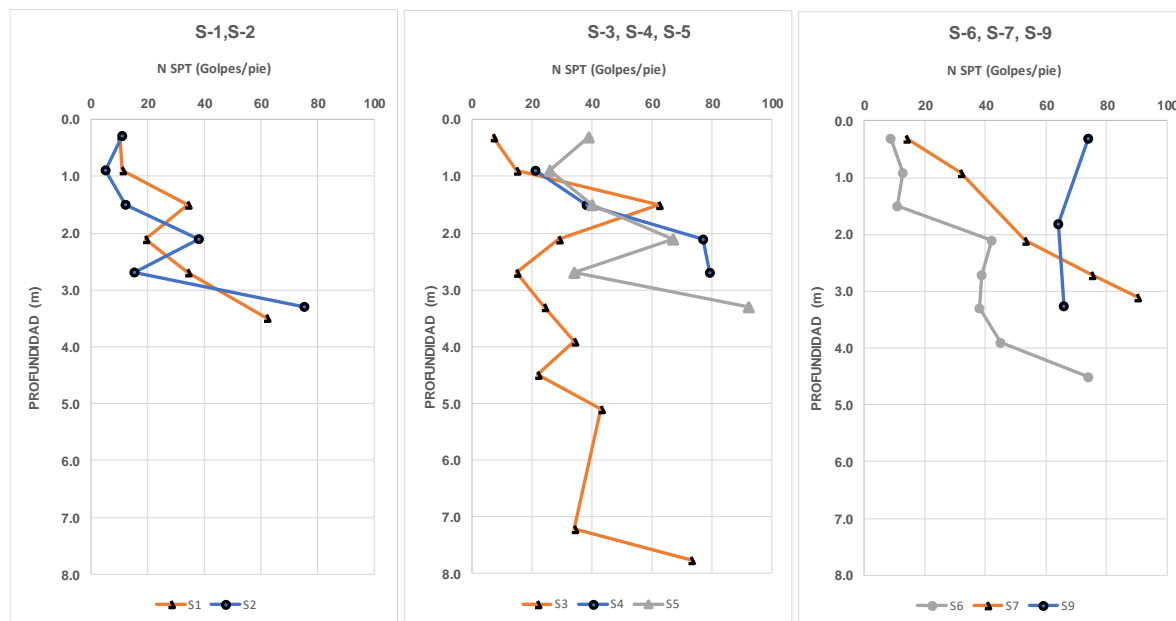 S-1,S-2
N SPT (Golpes/pie)
0 20 40 60 80 100
0.0
1.0
2.0
3.0
4.0
5.0
6.0
7.0
8.0
PROFUNDIDAD (m)
S1 S2
S-3, S-4, S-5
N SPT (Golpes/pie)
0 20 40 60 80 100
0.0
1.0
2.0
3.0
4.0
5.0
6.0
7.0
8.0
PROFUNDIDAD (m)
S3 S4 S5
S-6, S-7, S-9
N SPT (Golpes/pie)
0 20 40 60 80 100
0.0
1.0
2.0
3.0
4.0
5.0
6.0
7.0
8.0
PROFUNDIDAD (m)
S6 S7 S9